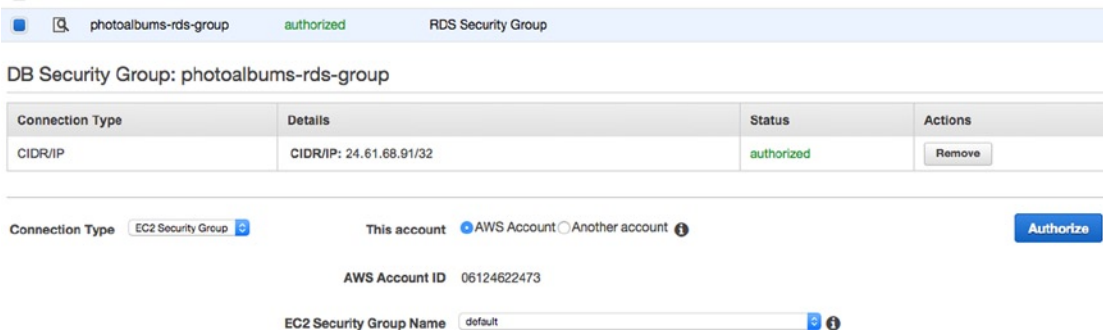 photoalbums-rds-group authorized RDS Security Group
DB Security Group: photoalbums-rds-group
Connection Type Details Status Actions
CIDR/IP CIDR/IP: 24.61.68.91/32 authorized Remove
Connection Type EC2 Security Group This account AWS Account Another account Authorize
AWS Account ID 06124622473
EC2 Security Group Name default